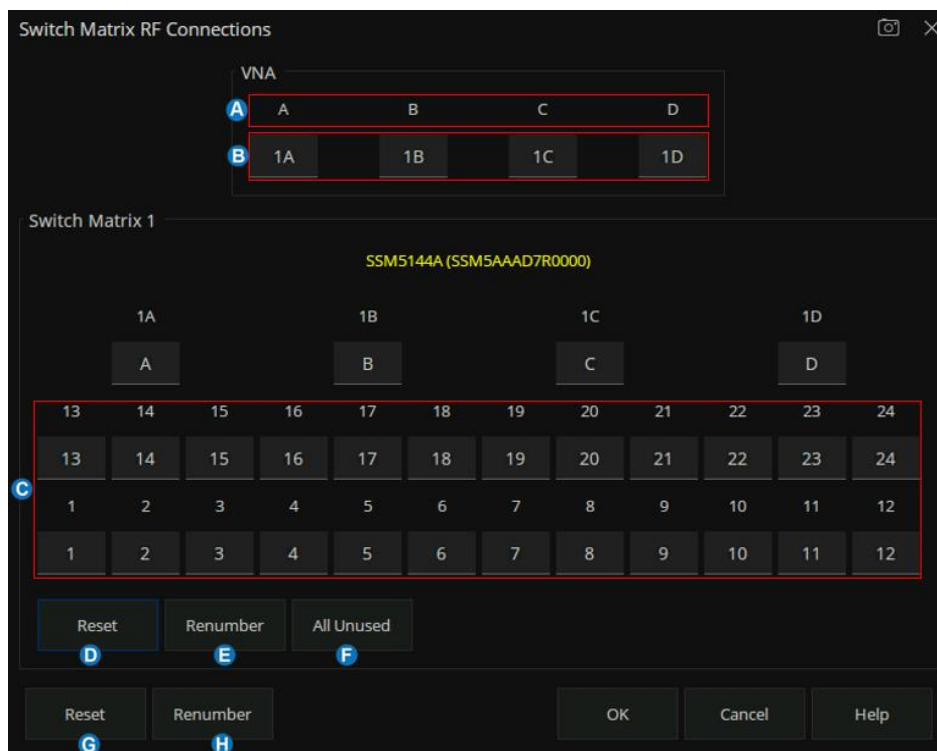 Switch Matrix RF Connections
VNA
A A B C D
B 1A 1B 1C 1D
Switch Matrix 1
SSM5144A (SSM5AAAD7R0000)
1A 1B 1C 1D
A B C D
13 14 15 16 17 18 19 20 21 22 23 24
13 14 15 16 17 18 19 20 21 22 23 24
C
1 2 3 4 5 6 7 8 9 10 11 12
1 2 3 4 5 6 7 8 9 10 11 12
Reset Renumber All Unused
D E F
Reset Renumber OK Cancel Help
G H